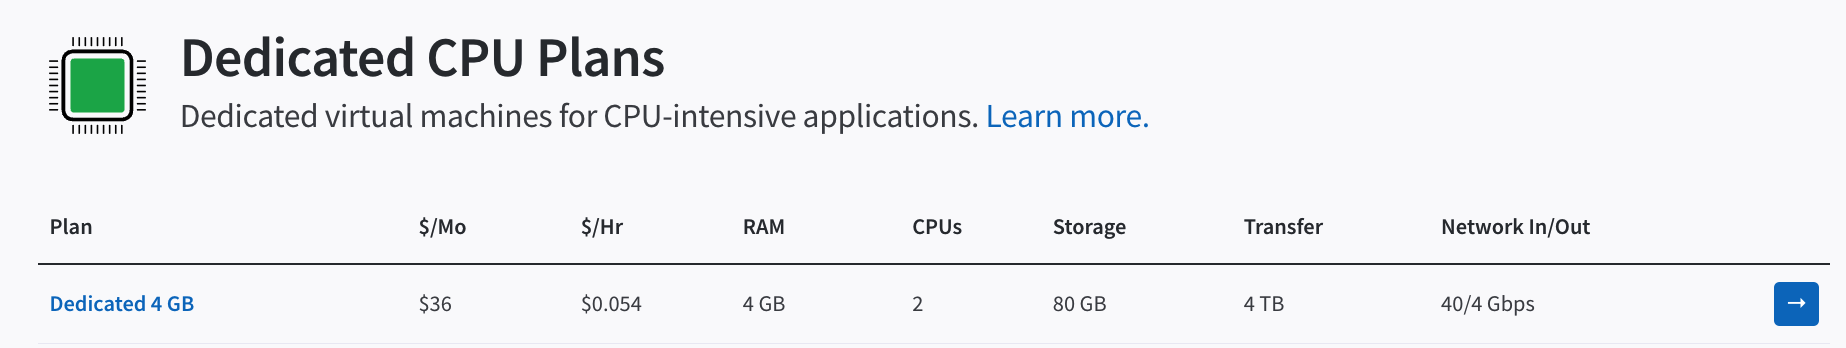 Dedicated CPU Plans
Dedicated virtual machines for CPU-intensive applications. Learn more.
Plan $/Mo $/Hr RAM CPUs Storage Transfer Network In/Out
Dedicated 4 GB $36 $0.054 4 GB 2 80 GB 4 TB 40/4 Gbps →